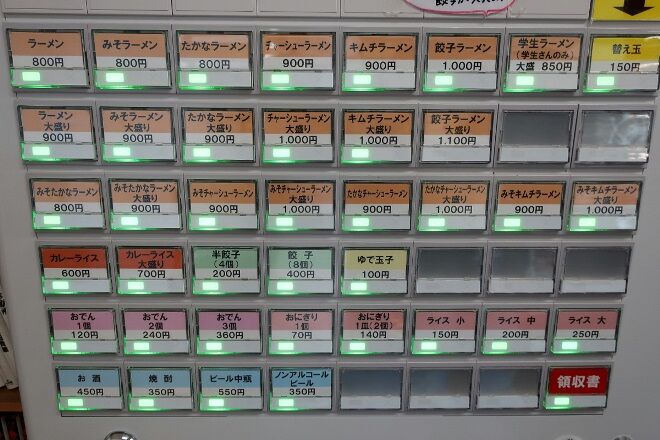 ラーメン
800円
みそラーメン
800円
たかなラーメン
800円
チャーシューラーメン
900円
キムチラーメン
900円
餃子ラーメン
1.000円
学生ラーメン
(学生さんのみ)
大盛 850円
替え玉
150円
ラーメン
大盛り
900円
みそラーメン
大盛り
900円
たかなラーメン
大盛り
900円
チャーシューラーメン
大盛り
1.000円
キムチラーメン
大盛り
1.000円
餃子ラーメン
大盛り
1.100円
みそたかなラーメン
800円
みそたかなラーメン
大盛り
900円
みそチャーシューラーメン
900円
みそチャーシューラーメン
大盛り
1.000円
たかなチャーシューラーメン
900円
たかなチャーシューラーメン
大盛り
1.000円
みそキムチラーメン
900円
みそキムチラーメン
大盛り
1.000円
カレーライス
600円
カレーライス
大盛り
700円
半餃子
(4個)
200円
餃子
(8個)
400円
ゆで玉子
100円
おでん
1個
120円
おでん
2個
240円
おでん
3個
360円
おにぎり
1個
70円
おにぎり
1皿(2個)
140円
ライス 小
150円
ライス 中
200円
ライス 大
250円
お酒
450円
焼酎
350円
ビール中瓶
550円
ノンアルコール
ビール
350円
領収書